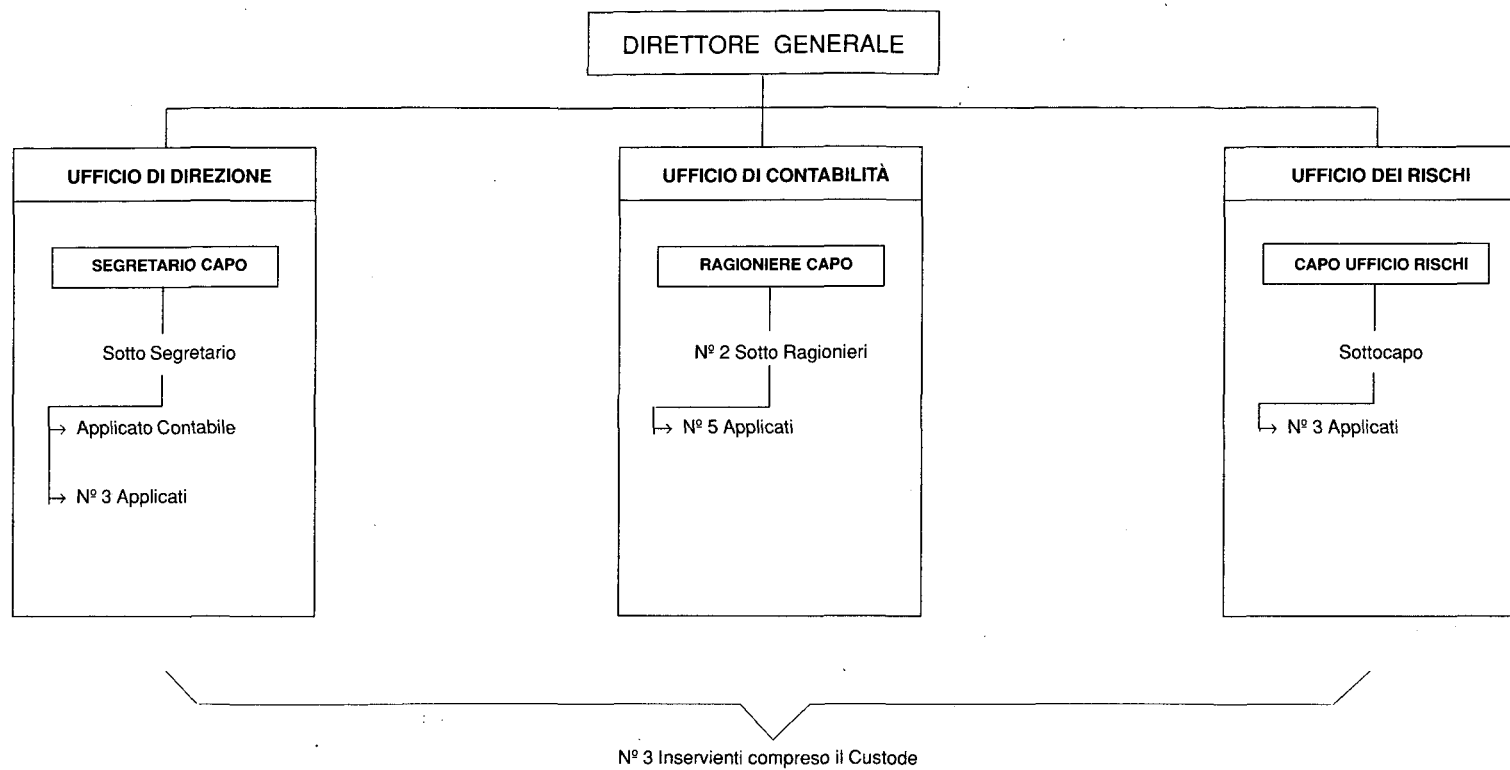 DIRETTORE GENERALE
UFFICIO DI DIREZIONE
SEGRETARIO CAPO
Sotto Segretario
Applicato Contabile
Nº 3 Applicati
UFFICIO DI CONTABILITÀ
RAGIONIERE CAPO
Nº 2 Sotto Ragionieri
Nº 5 Applicati
UFFICIO DEI RISCHI
CAPO UFFICIO RISCHI
Sottocapo
Nº 3 Applicati
Nº 3 Inservienti compreso il Custode